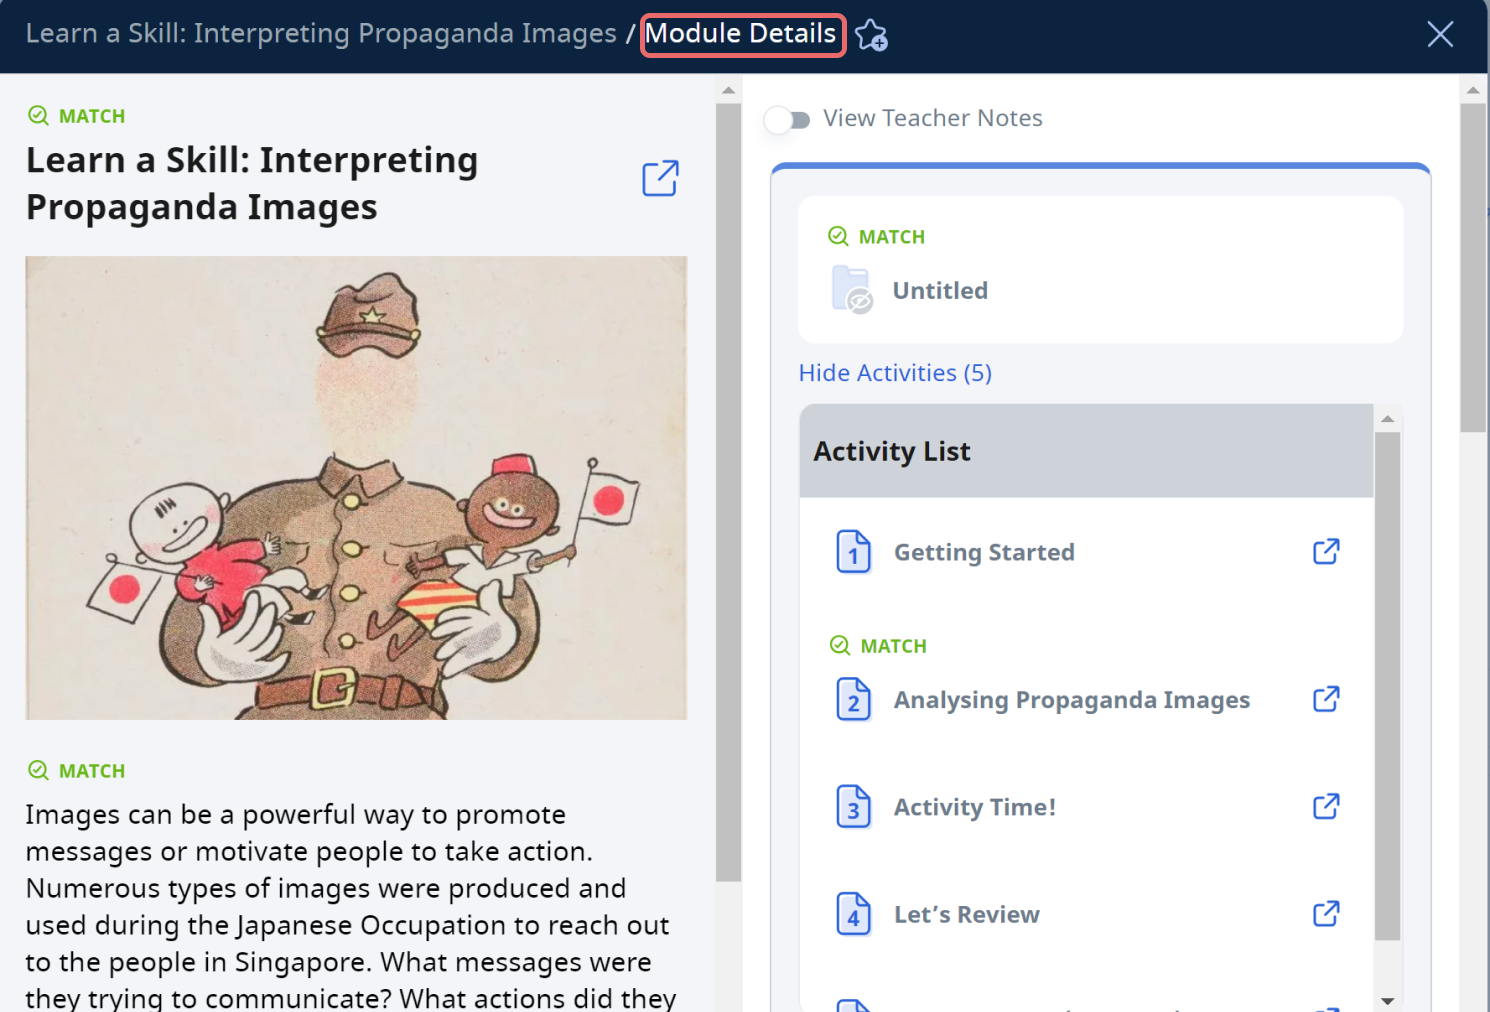 Learn a Skill: Interpreting Propaganda Images / Module Details
MATCH
Learn a Skill: Interpreting
Propaganda Images
MATCH
Images can be a powerful way to promote
messages or motivate people to take action.
Numerous types of images were produced and
used during the Japanese Occupation to reach out
to the people in Singapore. What messages were
they trying to communicate? What actions did they
View Teacher Notes
MATCH
Untitled
Hide Activities (5)
Activity List
1 Getting Started
MATCH
2 Analysing Propaganda Images
3 Activity Time!
4 Let’s Review